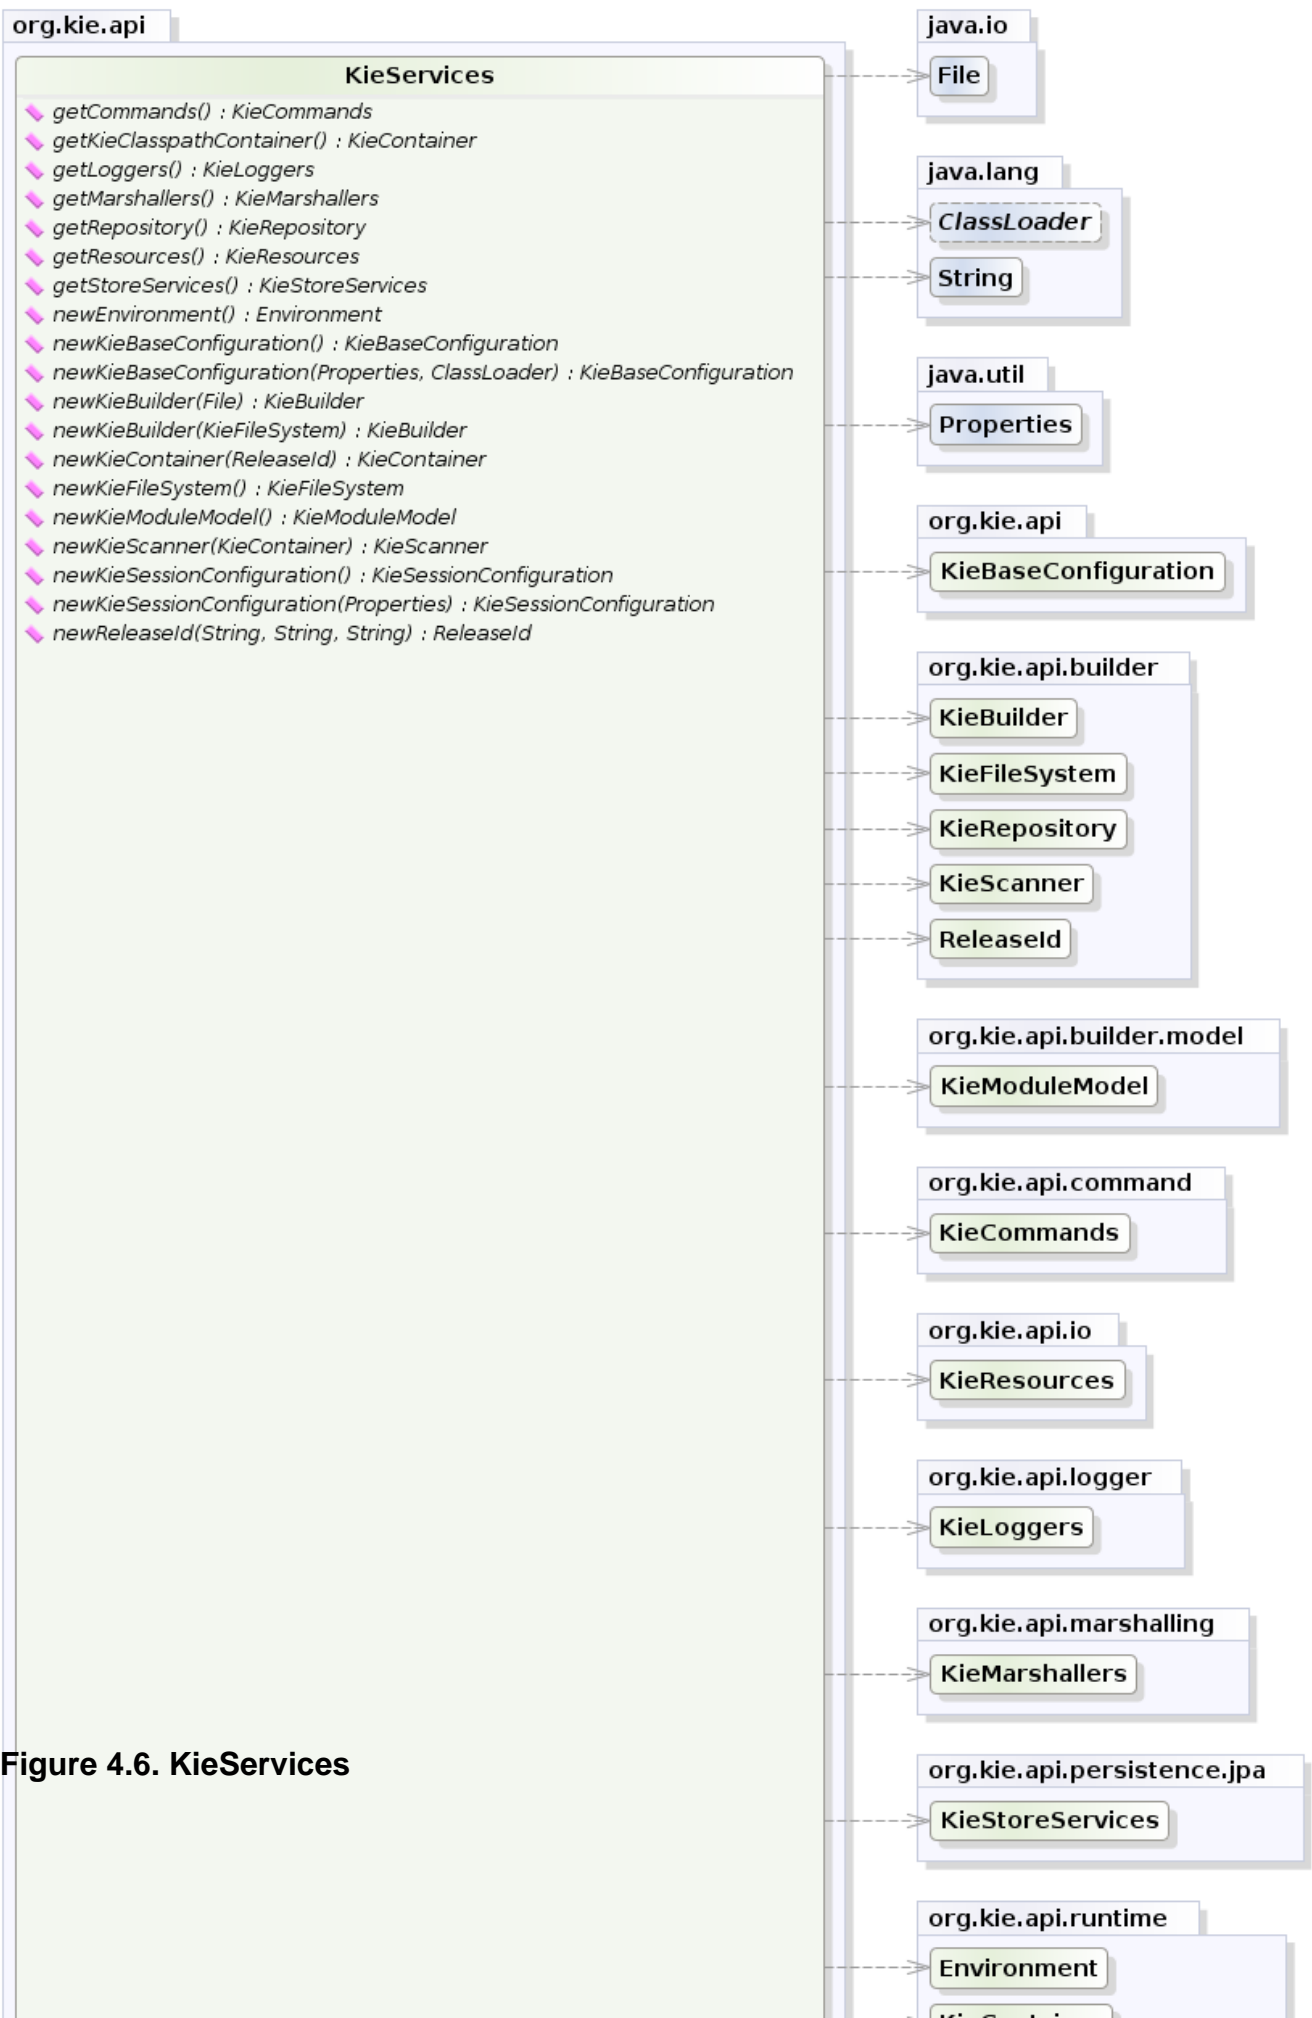 org.kie.api
KieServices
getCommands() : KieCommands
getKieClasspathContainer() : KieContainer
getLoggers() : KieLoggers
getMarshallers() : KieMarshallers
getRepository() : KieRepository
getResources() : KieResources
getStoreServices() : KieStoreServices
newEnvironment() : Environment
newKieBaseConfiguration() : KieBaseConfiguration
newKieBaseConfiguration(Properties, ClassLoader) : KieBaseConfiguration
newKieBuilder(File) : KieBuilder
newKieBuilder(KieFileSystem) : KieBuilder
newKieContainer(ReleaseId) : KieContainer
newKieFileSystem() : KieFileSystem
newKieModuleModel() : KieModuleModel
newKieScanner(KieContainer) : KieScanner
newKieSessionConfiguration() : KieSessionConfiguration
newKieSessionConfiguration(Properties) : KieSessionConfiguration
newReleaseId(String, String, String) : ReleaseId
Figure 4.6. KieServices
java.io
File
java.lang
ClassLoader
String
java.util
Properties
org.kie.api
KieBaseConfiguration
org.kie.api.builder
KieBuilder
KieFileSystem
KieRepository
KieScanner
ReleaseId
org.kie.api.builder.model
KieModuleModel
org.kie.api.command
KieCommands
org.kie.api.io
KieResources
org.kie.api.logger
KieLoggers
org.kie.api.marshalling
KieMarshallers
org.kie.api.persistence.jpa
KieStoreServices
org.kie.api.runtime
Environment